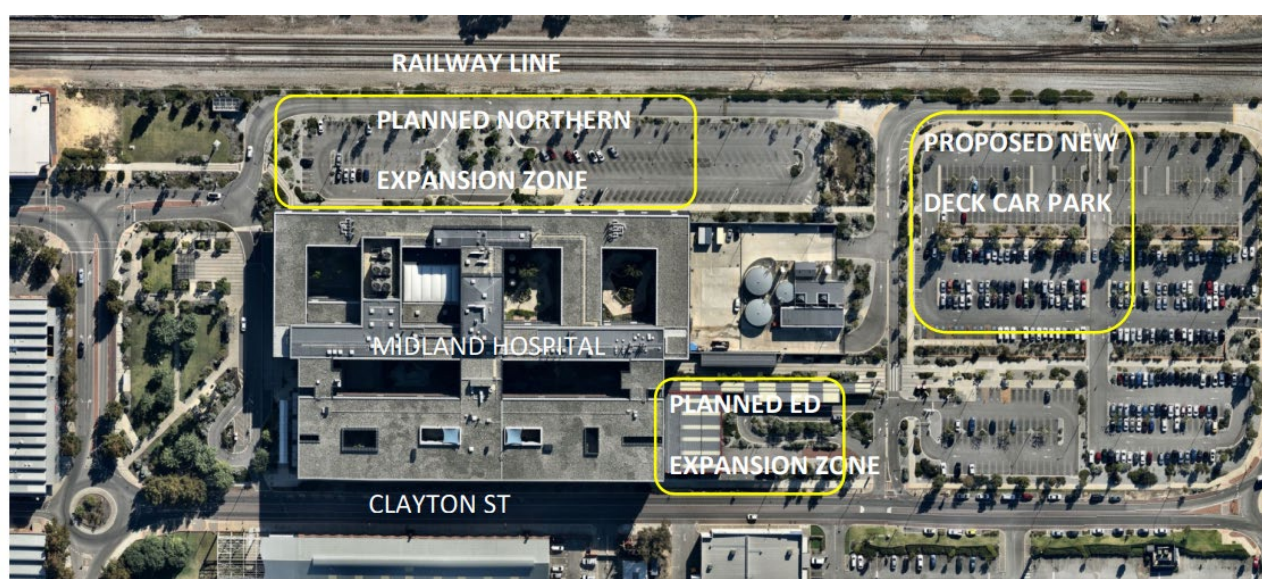 RAILWAY LINE
PLANNED NORTHERN
EXPANSION ZONE
PROPOSED NEW
DECK CAR PARK
MIDLAND HOSPITAL
PLANNED ED
EXPANSION ZONE
CLAYTON ST